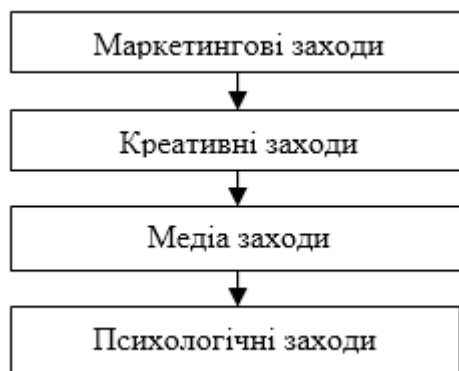 Маркетингові заходи
Креативні заходи
Медіа заходи
Психологічні заходи